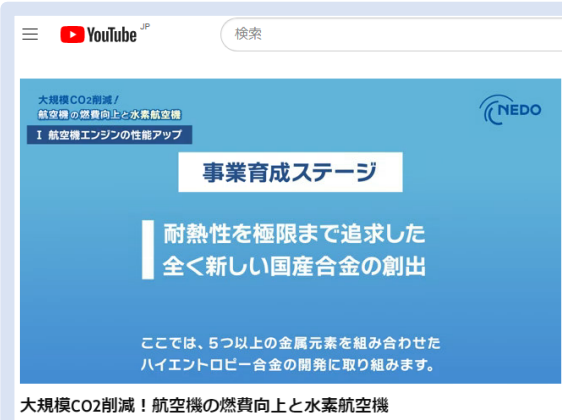 YouTube JP
検索
大規模CO2削減/
航空機の燃費向上と水素航空機
NEDO
I 航空機エンジンの性能アップ
事業育成ステージ
耐熱性を極限まで追求した
全く新しい国産合金の創出
ここでは、5つ以上の金属元素を組み合わせた
ハイエントロピー合金の開発に取り組みます。
大規模CO2削減！航空機の燃費向上と水素航空機